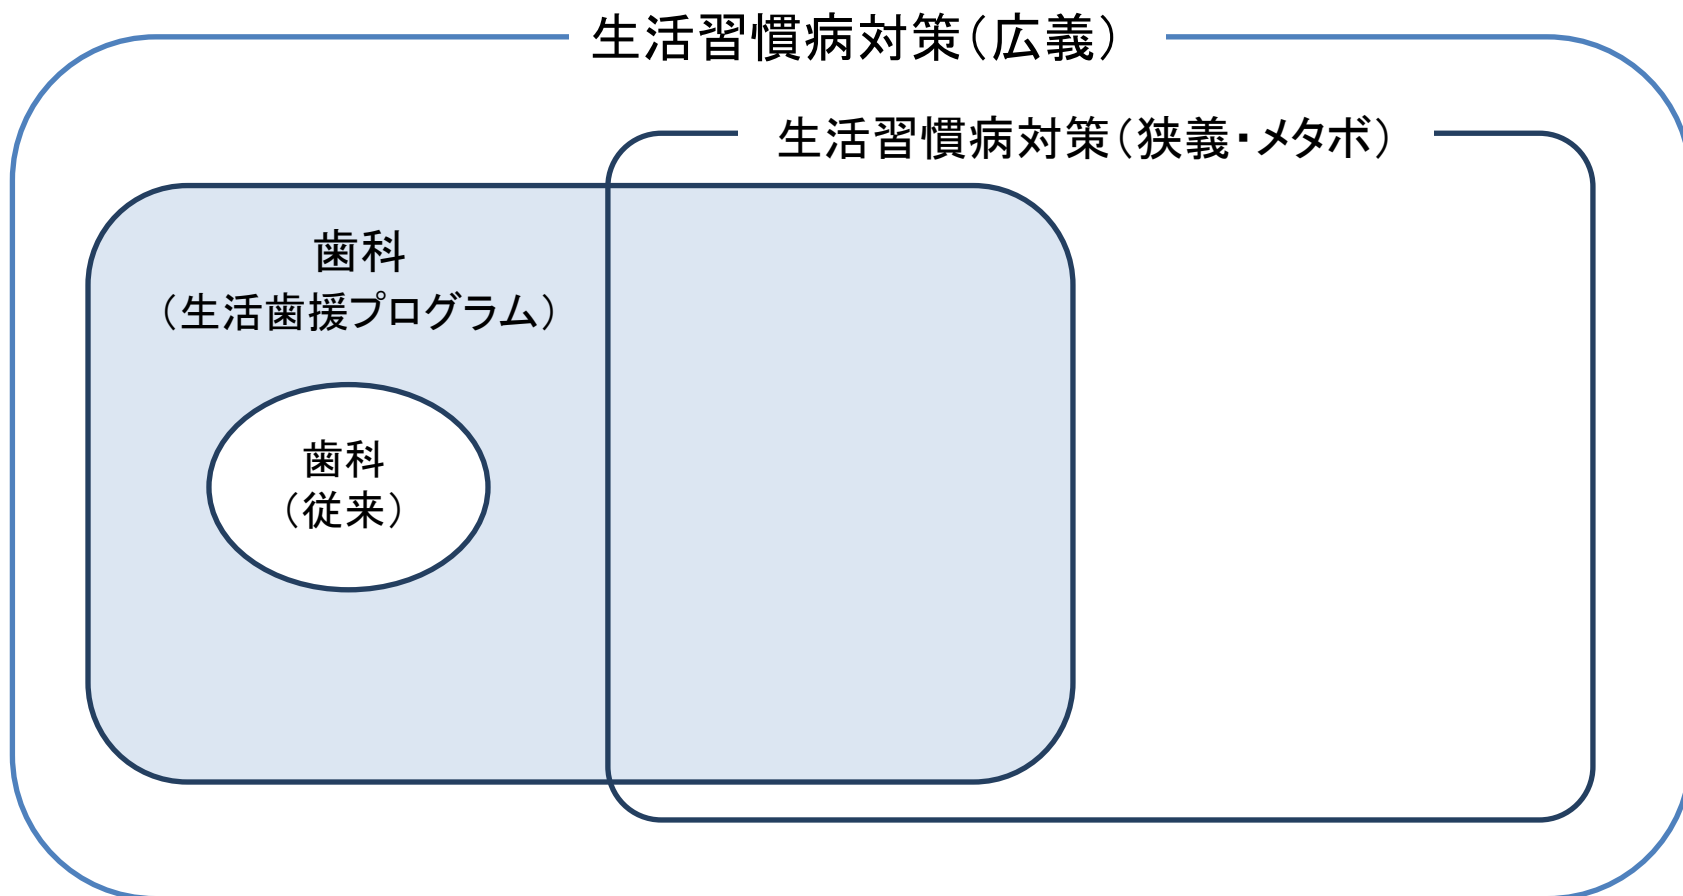 生活習慣病対策(広義)
生活習慣病対策(狭義・メタボ)
歯科
(生活歯援プログラム)
歯科
(従来)